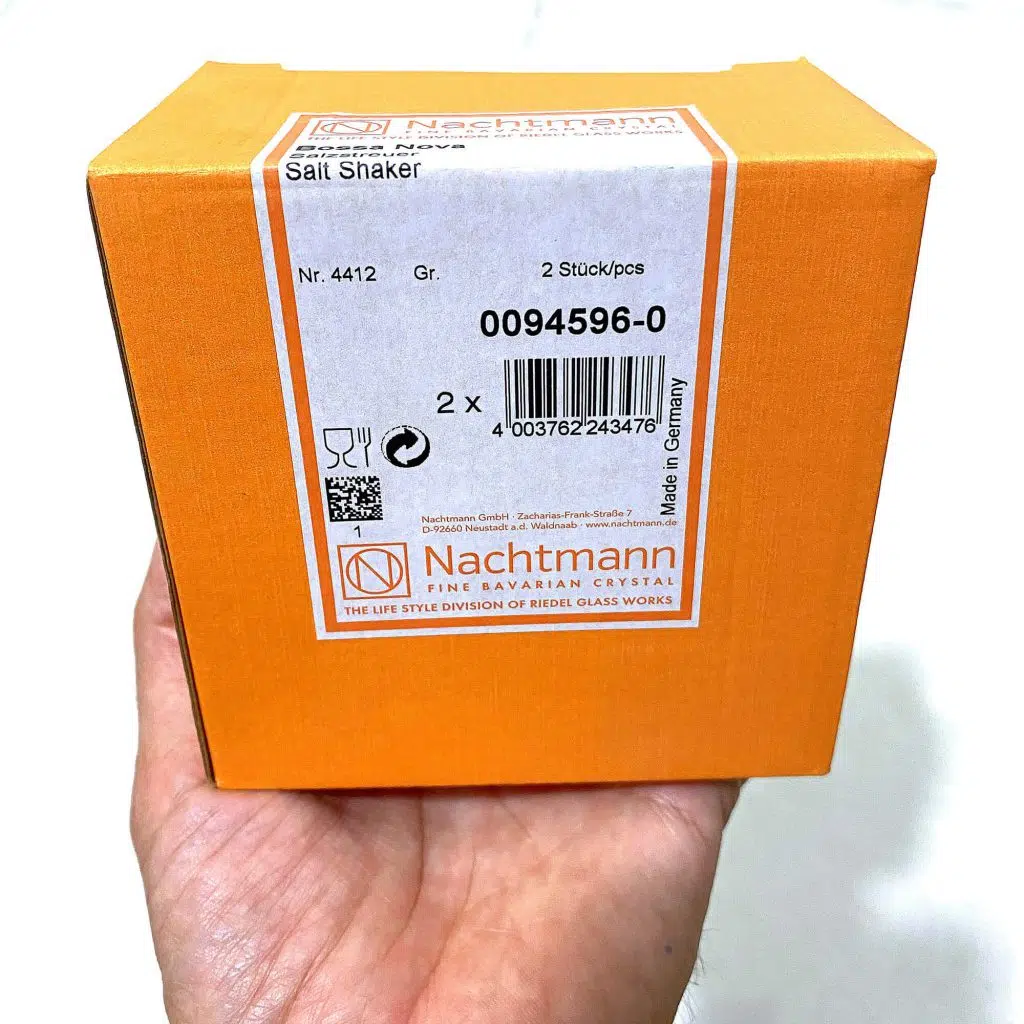 Nachtmann
FINE BAVARIAN CRYSTAL
THE LIFE STYLE DIVISION OF RIEDEL GLASS WORKS
Bossa Nova
Salzstreuer
Salt Shaker
Nr. 4412 Gr. 2 Stück/pcs
0094596-0
2 x
4 003762 243476
Made in Germany
1
Nachtmann GmbH · Zacharias-Frank-Straße 7
D-92660 Neustadt a.d. Waldnaab · www.nachtmann.de
N Nachtmann
FINE BAVARIAN CRYSTAL
THE LIFE STYLE DIVISION OF RIEDEL GLASS WORKS